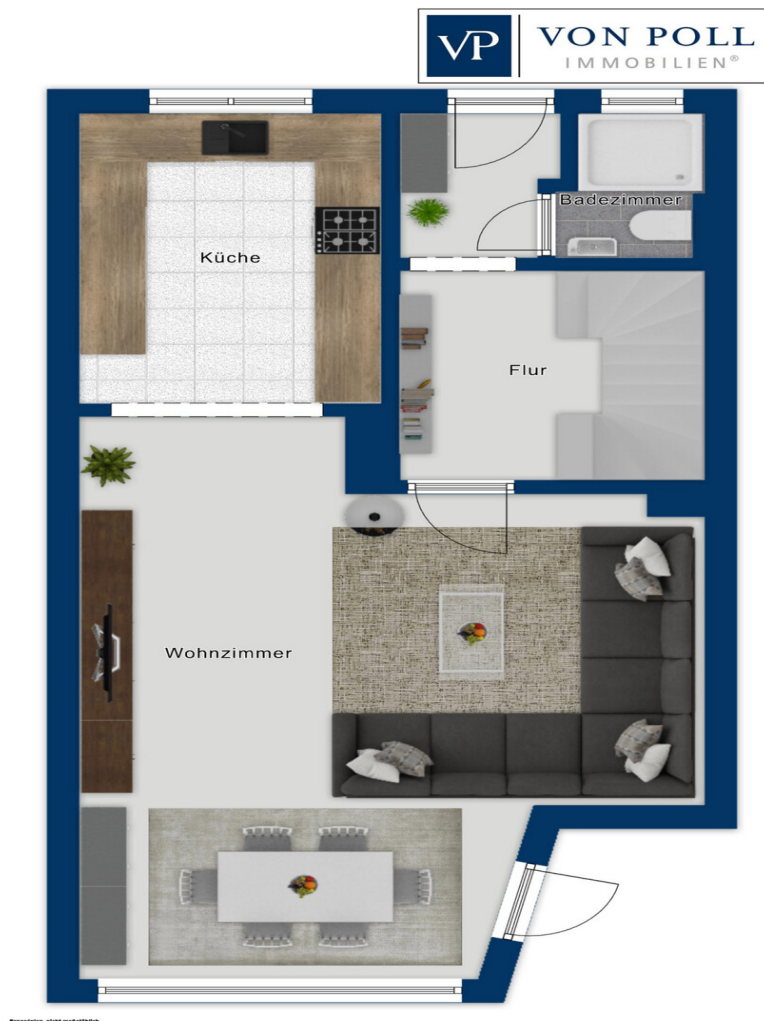 VP VON POLL
IMMOBILIEN®
Badezimmer
Küche
Flur
Wohnzimmer